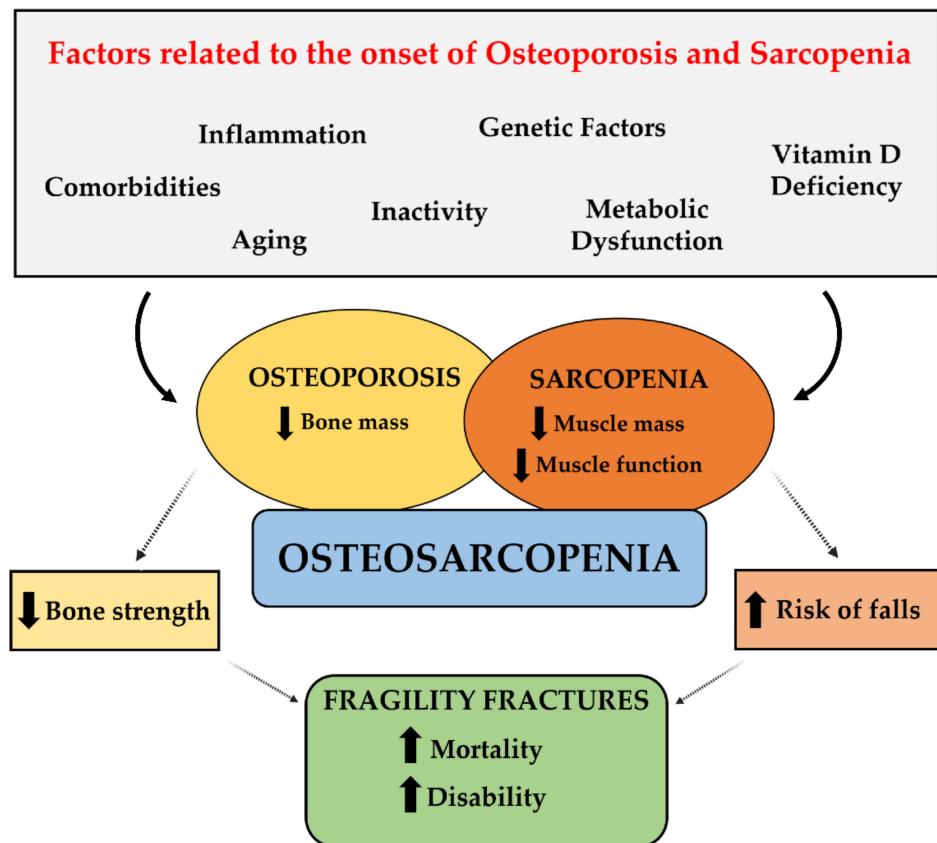 Factors related to the onset of Osteoporosis and Sarcopenia
Inflammation
Genetic Factors
Vitamin D
Deficiency
Comorbidities
Inactivity
Metabolic
Dysfunction
Aging
OSTEOPOROSIS
Bone mass
SARCOPENIA
Muscle mass
Muscle function
OSTEOSARCOPENIA
Bone strength
Risk of falls
FRAGILITY FRACTURES
Mortality
Disability